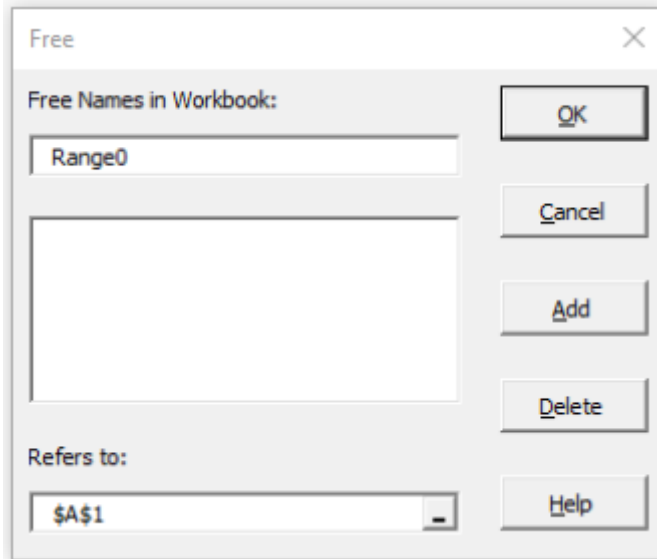 Free
Free Names in Workbook:
OK
Range0
Cancel
Add
Delete
Refers to:
$A$1
Help